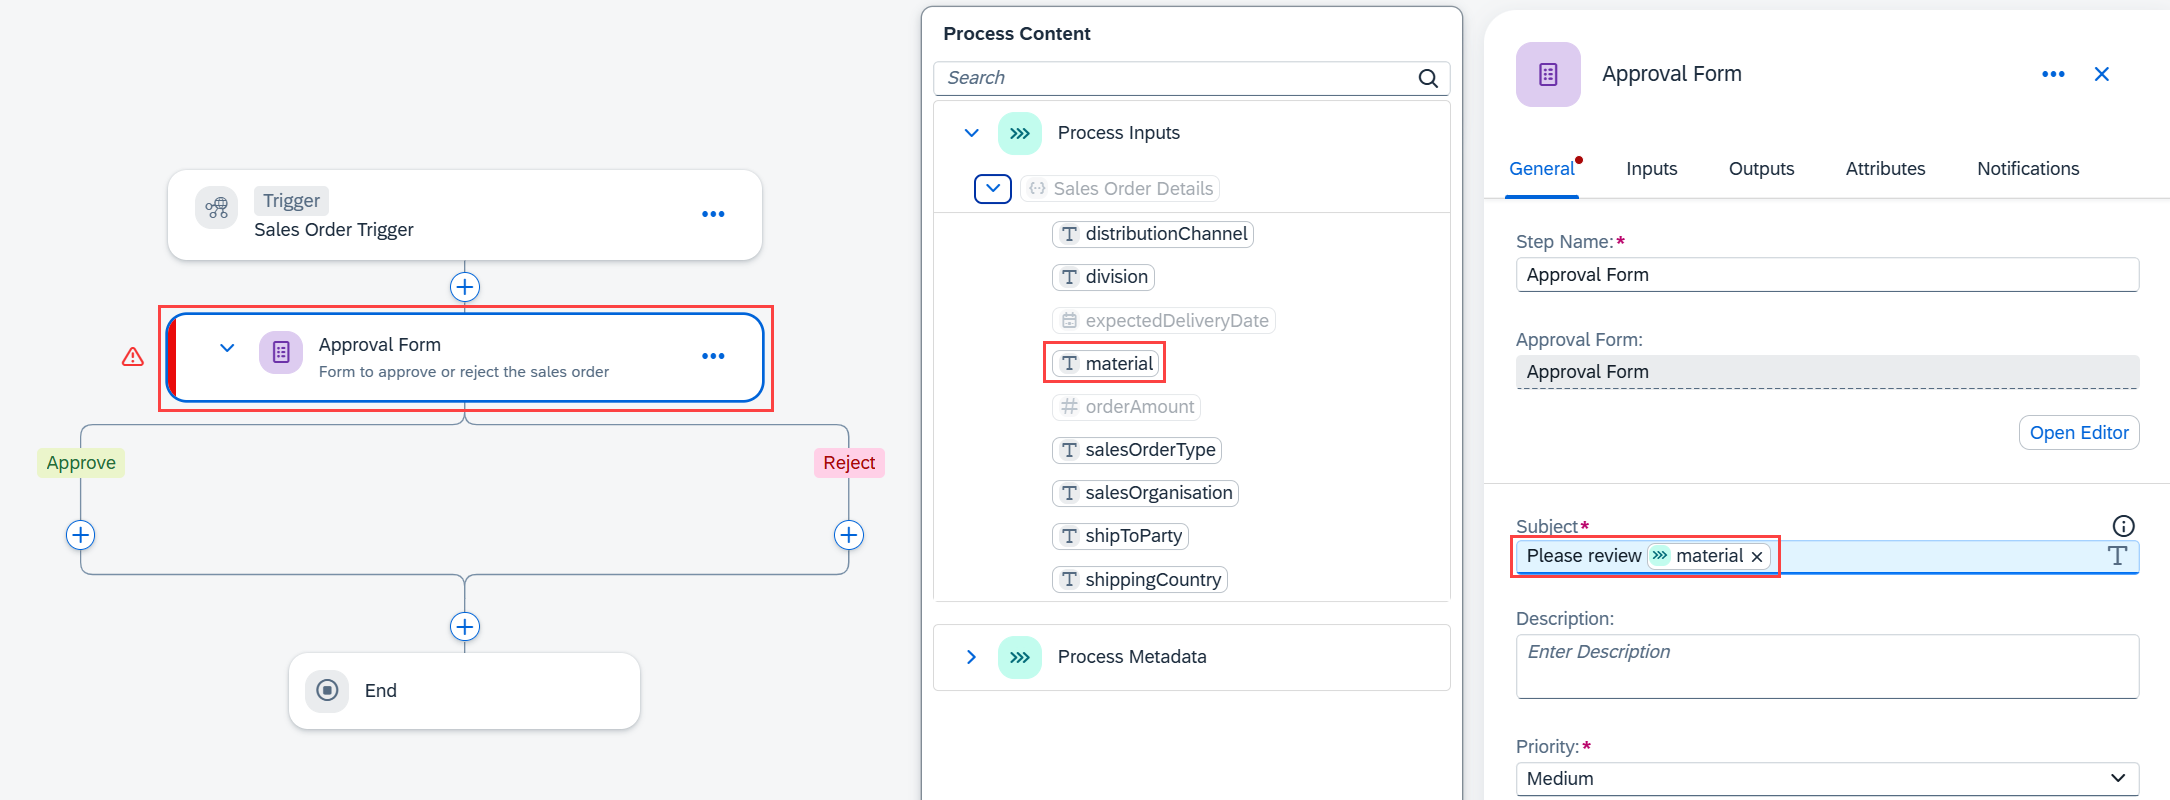 Trigger
Sales Order Trigger
Approval Form
Form to approve or reject the sales order
Approve
Reject
End
Process Content
Search
Process Inputs
Sales Order Details
distributionChannel
division
expectedDeliveryDate
material
orderAmount
salesOrderType
salesOrganisation
shipToParty
shippingCountry
Process Metadata
Approval Form
General Inputs Outputs Attributes Notifications
Step Name:*
Approval Form
Approval Form:
Approval Form
Open Editor
Subject*
Please review material
Description:
Enter Description
Priority:*
Medium